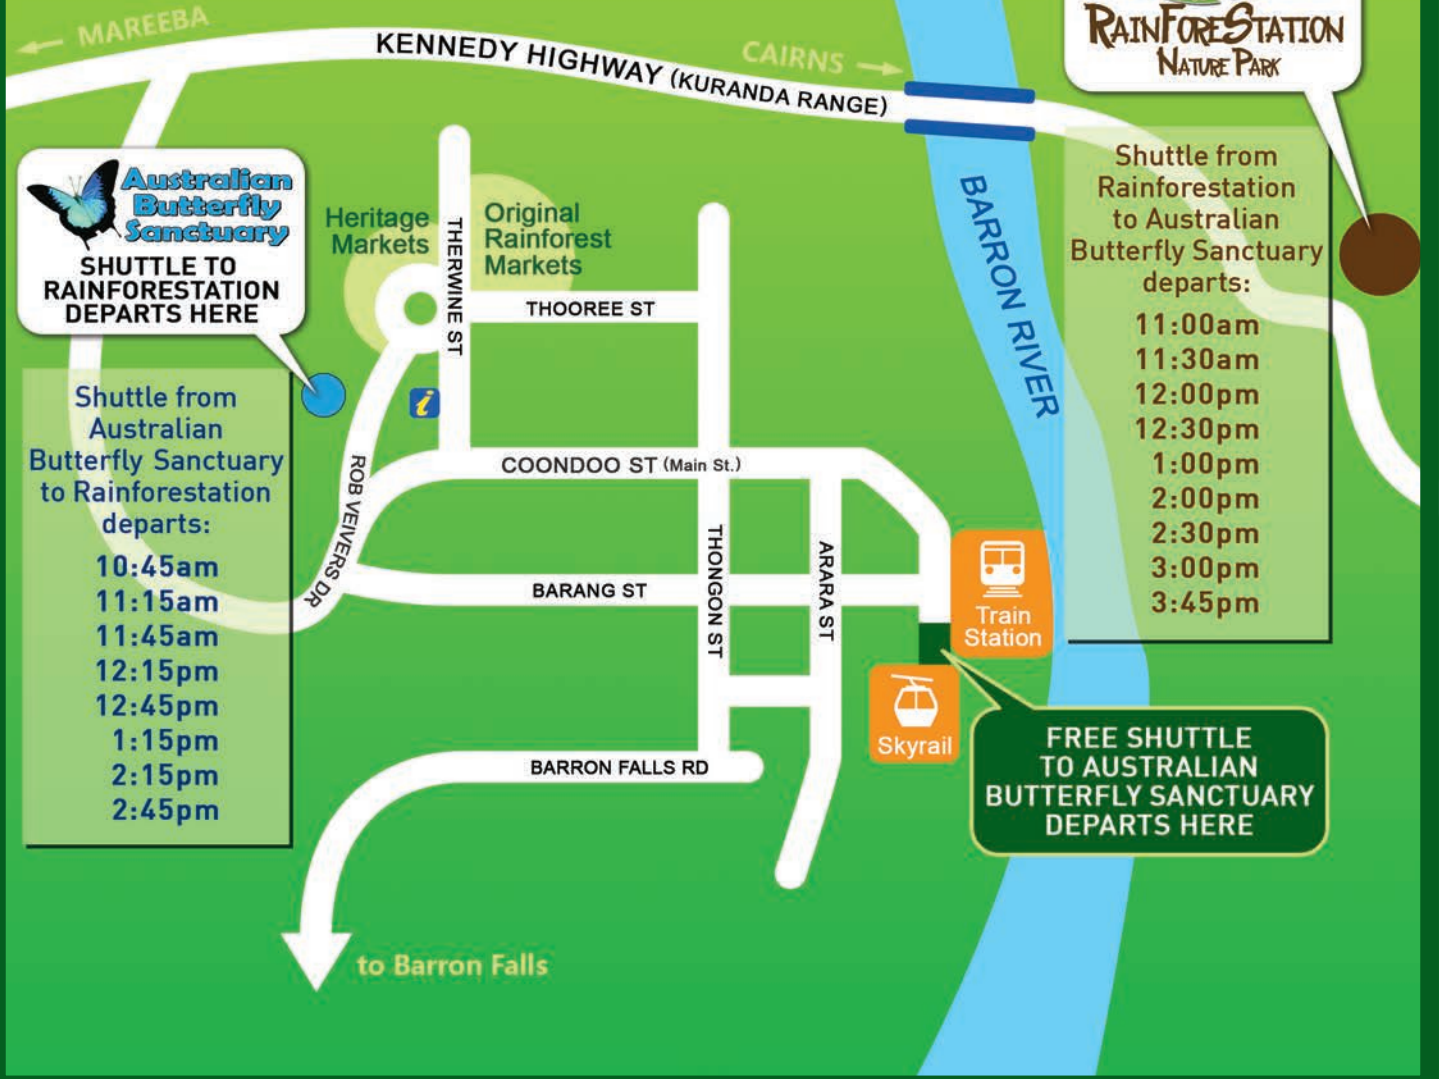 MAREEBA
KENNEDY HIGHWAY (KURANDA RANGE)
CAIRNS
RAINFORESTATION
NATURE PARK
Australian
Butterfly
Sanctuary
SHUTTLE TO
RAINFORESTATION
DEPARTS HERE
Heritage
Markets
THERWINE ST
Original
Rainforest
Markets
THOOREE ST
BARRON RIVER
Shuttle from
Rainforestation
to Australian
Butterfly Sanctuary
departs:
11:00am
11:30am
12:00pm
12:30pm
1:00pm
2:00pm
2:30pm
3:00pm
3:45pm
Shuttle from
Australian
Butterfly Sanctuary
to Rainforestation
departs:
10:45am
11:15am
11:45am
12:15pm
12:45pm
1:15pm
2:15pm
2:45pm
i
ROB VEIVERS DR
COONDOO ST (Main St.)
BARANG ST
THONGON ST
ARARA ST
Train
Station
Skyrail
FREE SHUTTLE
TO AUSTRALIAN
BUTTERFLY SANCTUARY
DEPARTS HERE
BARRON FALLS RD
to Barron Falls